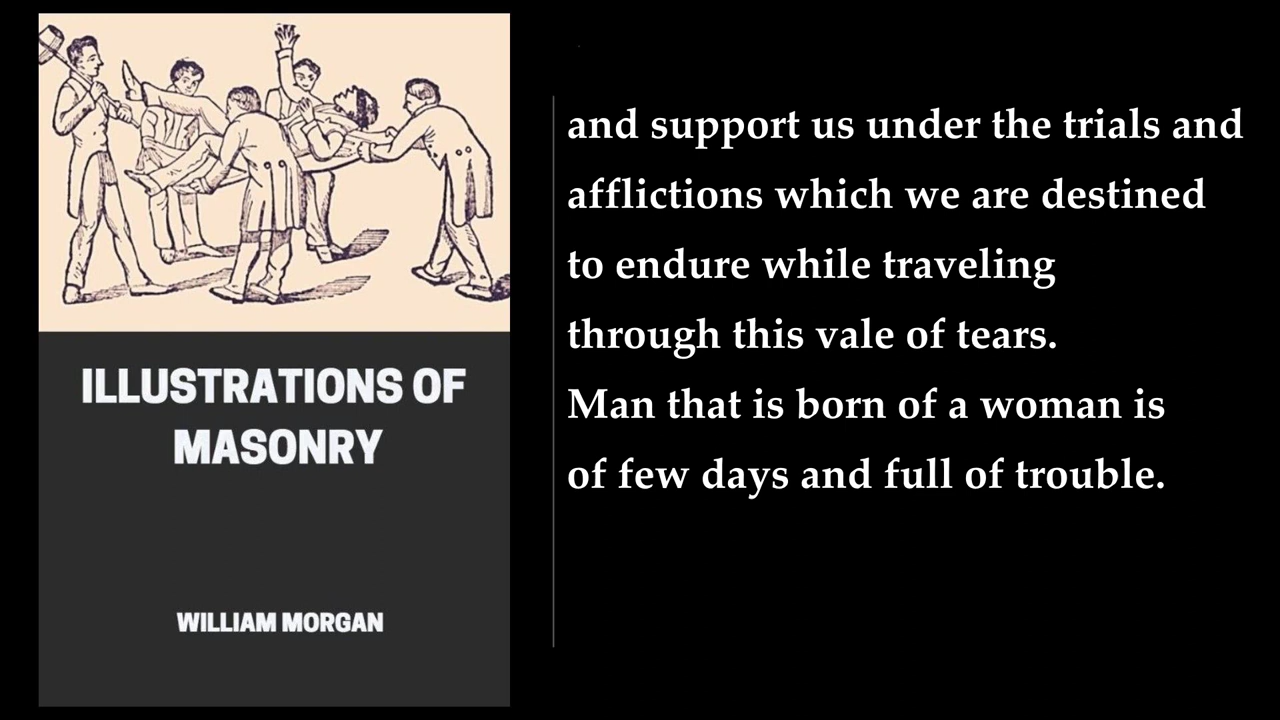 ILLUSTRATIONS OF
MASONRY
WILLIAM MORGAN
and support us under the trials and
afflictions which we are destined
to endure while traveling
through this vale of tears.
Man that is born of a woman is
of few days and full of trouble.